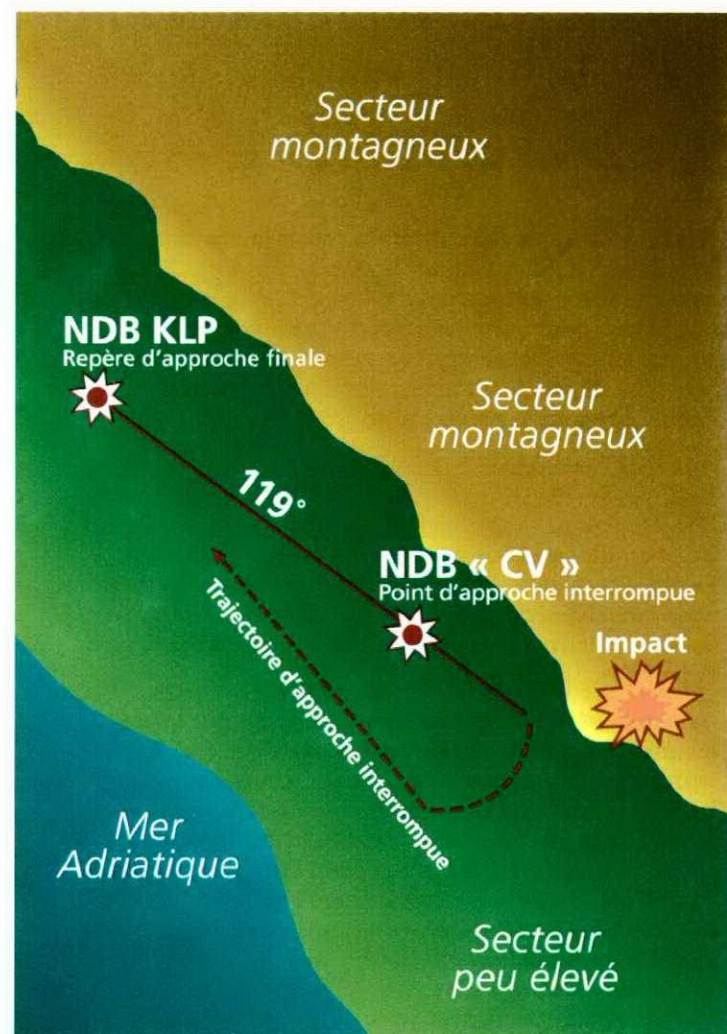 Secteur
montagneux
NDB KLP
Repère d'approche finale
Secteur
montagneux
119°
NDB « CV »
Point d'approche interrompue
Impact
Trajectoire d'approche interrompue
Mer
Adriatique
Secteur
peu élevé